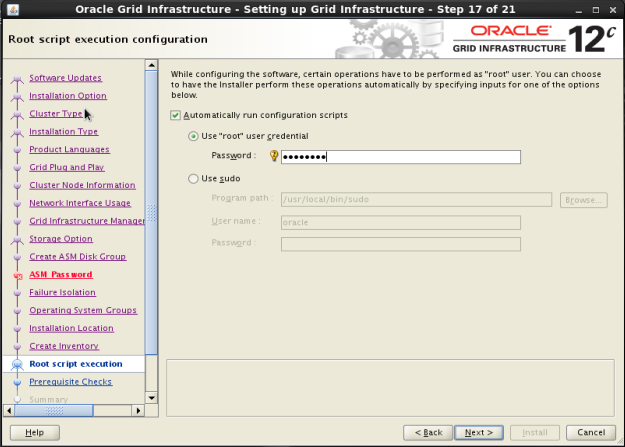 Oracle Grid Infrastructure - Setting up Grid Infrastructure - Step 17 of 21
Root script execution configuration
ORACLE
GRID INFRASTRUCTURE 12c
Software Updates
Installation Option
Cluster Type
Installation Type
Product Languages
Grid Plug and Play
Cluster Node Information
Network Interface Usage
Grid Infrastructure Manager
Storage Option
Create ASM Disk Group
ASM Password
Failure Isolation
Operating System Groups
Installation Location
Create Inventory
Root script execution
Prerequisite Checks
Summary
While configuring the software, certain operations have to be performed as "root" user. You can choose
to have the Installer perform these operations automatically by specifying inputs for one of the options
below.
Automatically run configuration scripts
Use "root" user credential
Password : ••••••••
Use sudo
Program path : /usr/local/bin/sudo Browse...
User name : oracle
Password :
Help < Back Next > Install Cancel